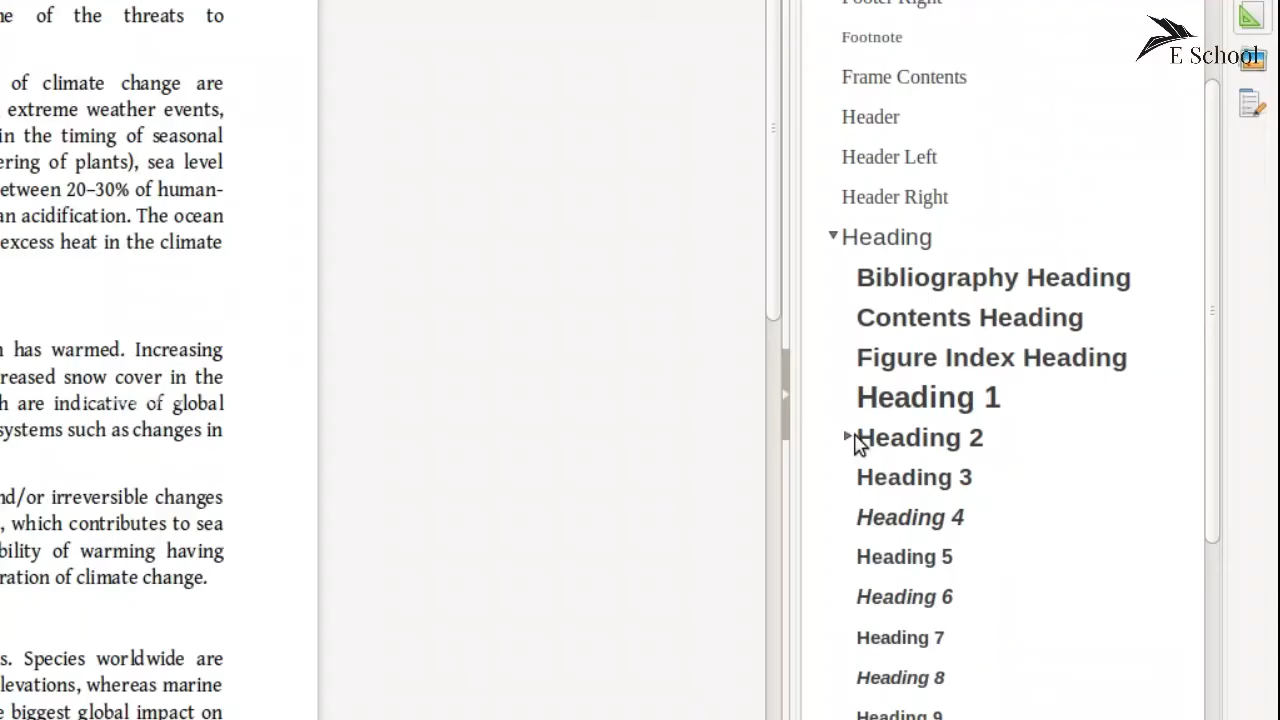 e of the threats to
of climate change are
extreme weather events,
in the timing of seasonal
ering of plants), sea level
etween 20–30% of human-
an acidification. The ocean
excess heat in the climate
has warmed. Increasing
reased snow cover in the
h are indicative of global
systems such as changes in
nd/or irreversible changes
, which contributes to sea
bility of warming having
ration of climate change.
s. Species worldwide are
levations, whereas marine
e biggest global impact on
Footer Right
Footnote
Frame Contents
Header
Header Left
Header Right
Heading
Bibliography Heading
Contents Heading
Figure Index Heading
Heading 1
Heading 2
Heading 3
Heading 4
Heading 5
Heading 6
Heading 7
Heading 8
Heading 9
E School